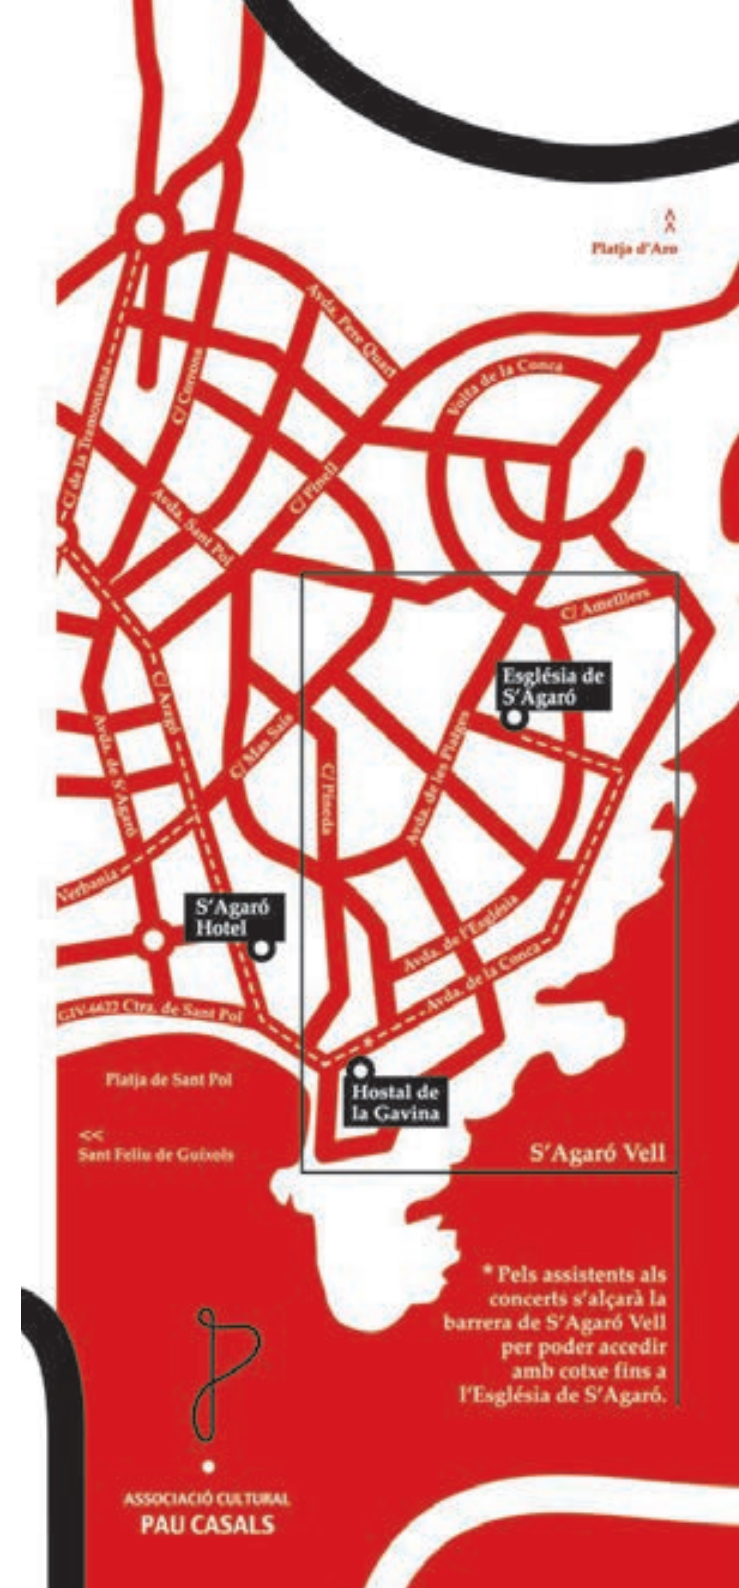 ^
^
Platja d'Aro
Avda. Pere Quart
Volta de la Conca
C/ Corrons
C/ de la Tramontana
C/ Pinell
Avda. Sant Pol
C/ Ametllers
Església de
S'Agaró
C/ Aragó
C/ Mas Sais
Avda. de les Platges
Avda. de S'Agaró
C/ Pineda
Verbania
S'Agaró
Hotel
Avda. de l'Església
Avda. de la Conca
GIV-6622 Ctra. de Sant Pol
*
Platja de Sant Pol
Hostal de
la Gavina
<<
Sant Feliu de Guíxols
S'Agaró Vell
* Pels assistents als
concerts s'alçarà la
barrera de S'Agaró Vell
per poder accedir
amb cotxe fins a
l'Església de S'Agaró.
ASSOCIACIÓ CULTURAL
PAU CASALS